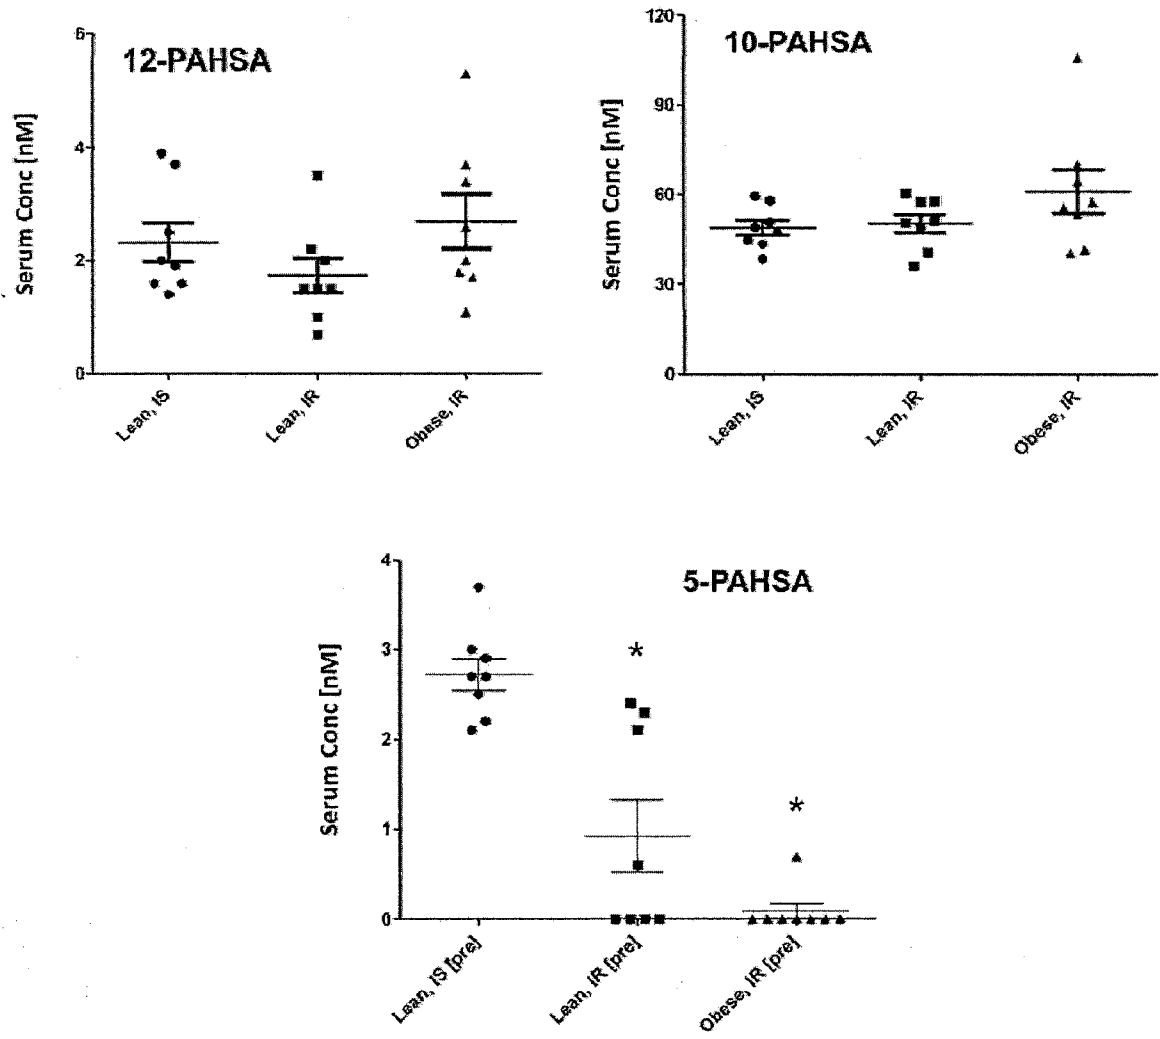 12-PAHSA
Serum Conc [nM]
6
4
2
0
Lean, IS
Lean, IR
Obese, IR
10-PAHSA
Serum Conc [nM]
120
90
60
30
0
Lean, IS
Lean, IR
Obese, IR
5-PAHSA
Serum Conc [nM]
4
3
2
1
0
*
*
Lean, IS [pre]
Lean, IR [pre]
Obese, IR [pre]